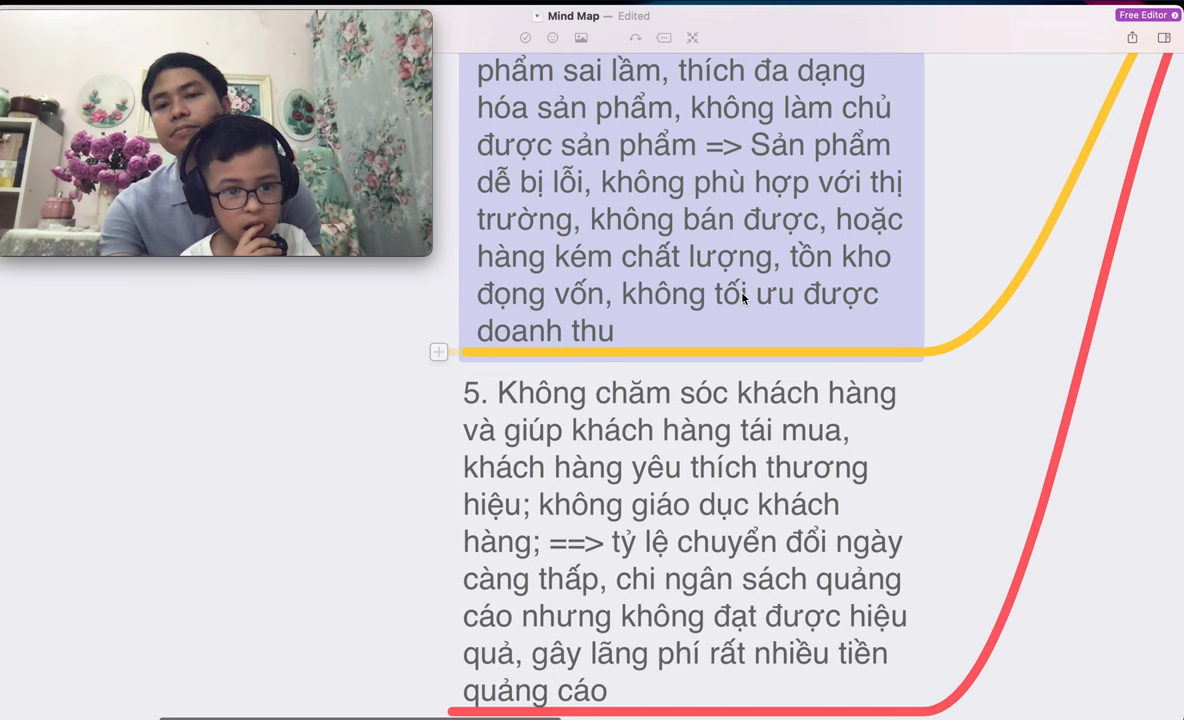 Mind Map — Edited
Free Editor
phẩm sai lầm, thích đa dạng
hóa sản phẩm, không làm chủ
được sản phẩm => Sản phẩm
dễ bị lỗi, không phù hợp với thị
trường, không bán được, hoặc
hàng kém chất lượng, tồn kho
đọng vốn, không tối ưu được
doanh thu
5. Không chăm sóc khách hàng
và giúp khách hàng tái mua,
khách hàng yêu thích thương
hiệu; không giáo dục khách
hàng; ==> tỷ lệ chuyển đổi ngày
càng thấp, chi ngân sách quảng
cáo nhưng không đạt được hiệu
quả, gây lãng phí rất nhiều tiền
quảng cáo